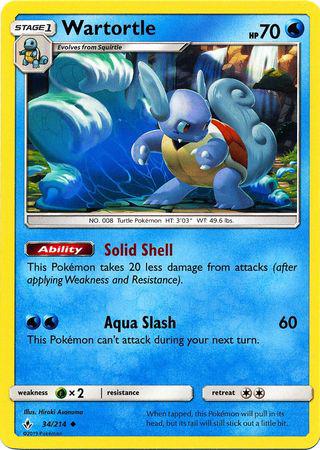 STAGE 1 Wartortle HP 70
Evolves from Squirtle
NO. 008 Turtle Pokémon HT: 3'03" WT: 49.6 lbs.
Ability Solid Shell
This Pokémon takes 20 less damage from attacks (after
applying Weakness and Resistance).
Aqua Slash 60
This Pokémon can't attack during your next turn.
weakness ×2 resistance retreat
Illus. Hiroki Asanuma
34/214
©2019 Pokémon
When tapped, this Pokémon will pull in its
head, but its tail will still stick out a little bit.